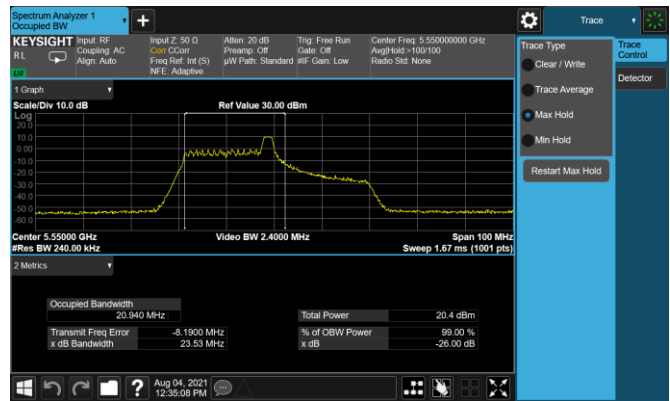 Spectrum Analyzer 1
Occupied BW
+
Trace
KEYSIGHT
R L
LXI
Input: RF
Coupling: AC
Align: Auto
Input Z: 50 Ω
Corr CCorr
Freq Ref: Int (S)
NFE: Adaptive
Atten: 20 dB
Preamp: Off
µW Path: Standard
Trig: Free Run
Gate: Off
#IF Gain: Low
Center Freq: 5.550000000 GHz
Avg|Hold:>100/100
Radio Std: None
Trace Type
Clear / Write
Trace Average
Max Hold
Min Hold
Restart Max Hold
Trace
Control
Detector
1 Graph
Scale/Div 10.0 dB
Ref Value 30.00 dBm
Log
20.0
10.0
0.00
-10.0
-20.0
-30.0
-40.0
-50.0
-60.0
Center 5.55000 GHz
#Res BW 240.00 kHz
Video BW 2.4000 MHz
Span 100 MHz
Sweep 1.67 ms (1001 pts)
2 Metrics
Occupied Bandwidth
20.940 MHz
Total Power 20.4 dBm
Transmit Freq Error -8.1900 MHz
% of OBW Power 99.00 %
x dB Bandwidth 23.53 MHz
x dB -26.00 dB
?
Aug 04, 2021
12:35:08 PM